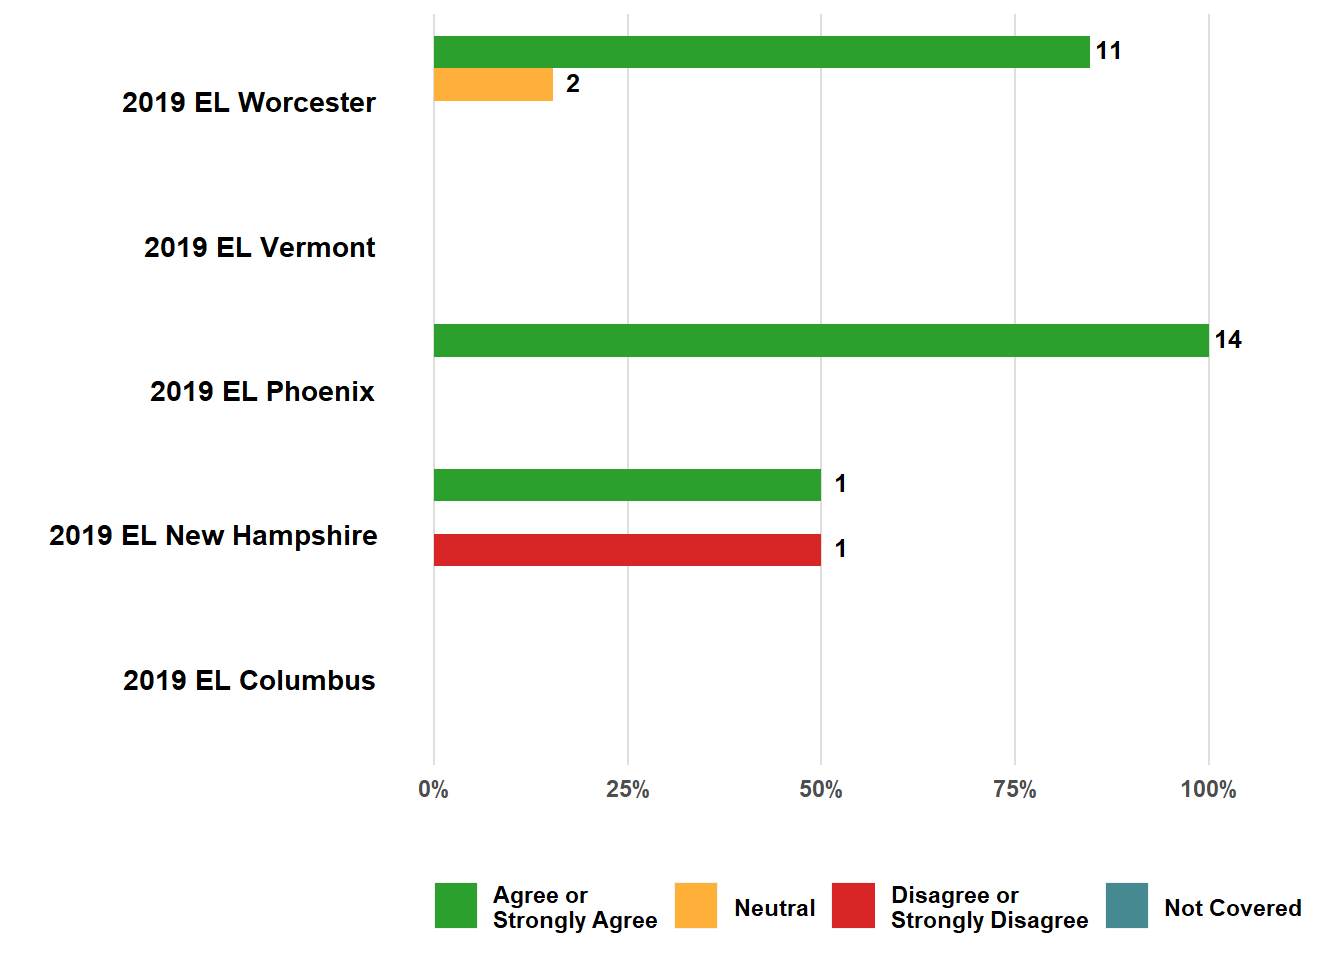 11
2
2019 EL Worcester
2019 EL Vermont
14
2019 EL Phoenix
1
2019 EL New Hampshire
1
2019 EL Columbus
0% 25% 50% 75% 100%
Agree or
Strongly Agree
Neutral
Disagree or
Strongly Disagree
Not Covered